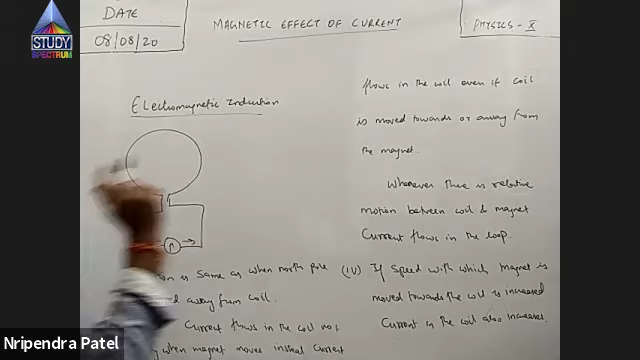 DATE
08/08/20
MAGNETIC EFFECT OF CURRENT
PHYSICS - X
STUDY
SPECTRUM
Electromagnetic Induction
A
is same as when north pole
away from coil.
Current flows in the coil not
when magnet moves instead current
flows in the coil even if coil
is moved towards or away from
the magnet.
Whenever there is relative
motion between coil & magnet
Current flows in the loop.
(IV) If Speed with which magnet is
moved towards the coil is increased
Current in the coil also increases.
Nripendra Patel